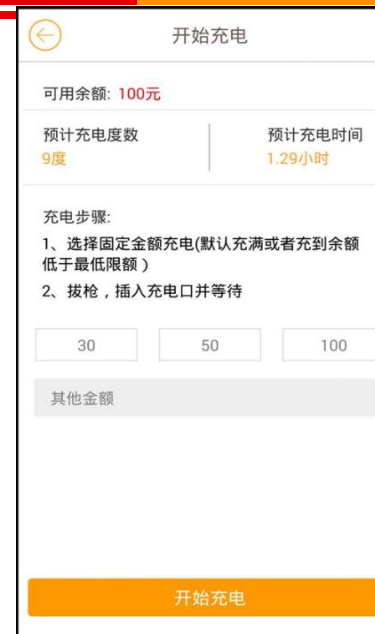 开始充电
可用余额: 100元
预计充电度数
预计充电时间
9度
1.29小时
充电步骤:
1、选择固定金额充电(默认充满或者充到余额
低于最低限额）
2、拔枪，插入充电口并等待
30
50
100
其他金额
开始充电